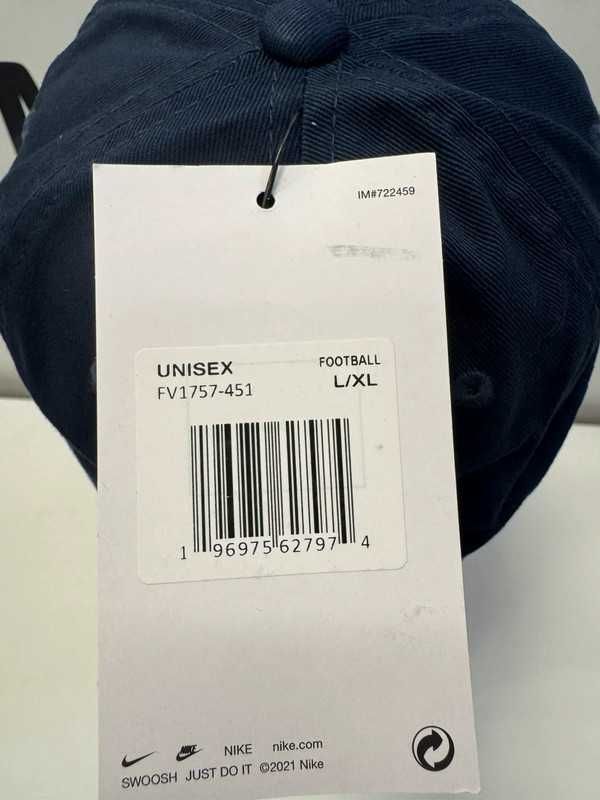 IM#722459
UNISEX FOOTBALL
FV1757-451 L/XL
1 96975 62797 4
NIKE NIKE nike.com
SWOOSH JUST DO IT ©2021 Nike